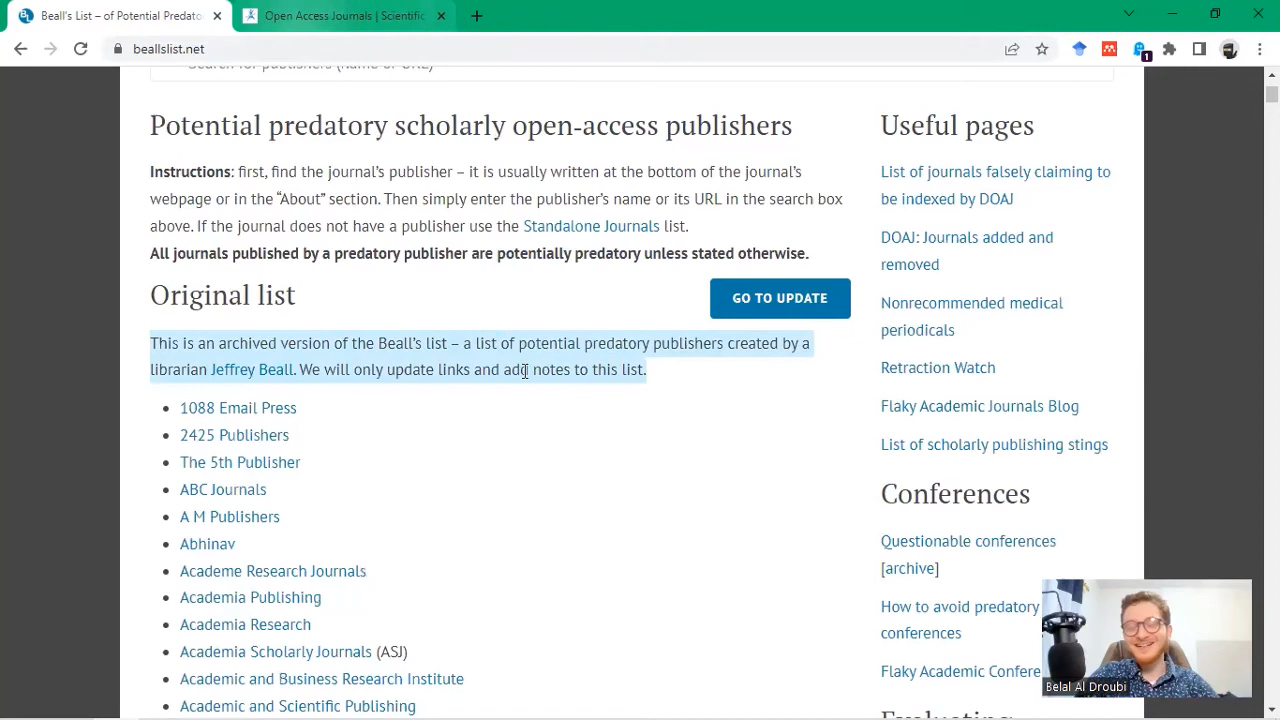 Beall's List – of Potential Predato
Open Access Journals | Scientific
beallslist.net
1
Search for publishers (Name or URL)
Potential predatory scholarly open-access publishers
Instructions: first, find the journal's publisher – it is usually written at the bottom of the journal's
webpage or in the “About” section. Then simply enter the publisher's name or its URL in the search box
above. If the journal does not have a publisher use the Standalone Journals list.
All journals published by a predatory publisher are potentially predatory unless stated otherwise.
Original list
GO TO UPDATE
This is an archived version of the Beall's list – a list of potential predatory publishers created by a
librarian Jeffrey Beall. We will only update links and add notes to this list.
1088 Email Press
2425 Publishers
The 5th Publisher
ABC Journals
A M Publishers
Abhinav
Academe Research Journals
Academia Publishing
Academia Research
Academia Scholarly Journals (ASJ)
Academic and Business Research Institute
Academic and Scientific Publishing
Useful pages
List of journals falsely claiming to
be indexed by DOAJ
DOAJ: Journals added and
removed
Nonrecommended medical
periodicals
Retraction Watch
Flaky Academic Journals Blog
List of scholarly publishing stings
Conferences
Questionable conferences
[archive]
How to avoid predatory
conferences
Flaky Academic Confere
Evaluating
Belal Al Droubi